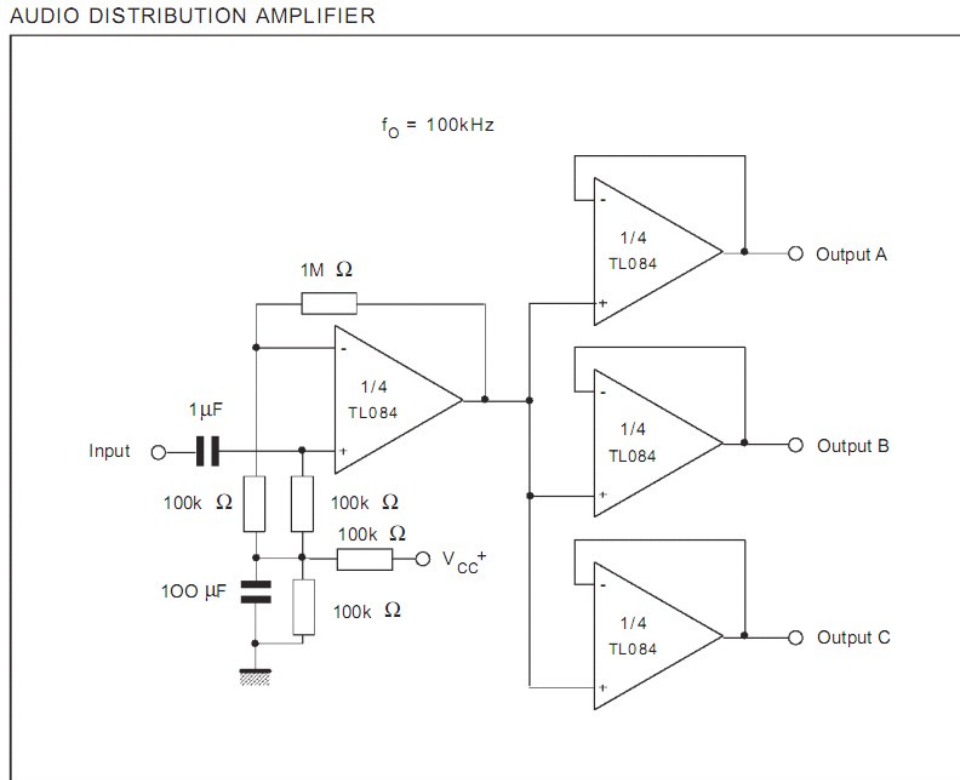 AUDIO DISTRIBUTION AMPLIFIER
fO = 100kHz
-
1/4
TL084
+
Output A
1M Ω
-
1/4
TL084
+
1µF
Input
100k Ω
100k Ω
100k Ω
VCC+
100 µF
100k Ω
-
1/4
TL084
+
Output B
-
1/4
TL084
+
Output C